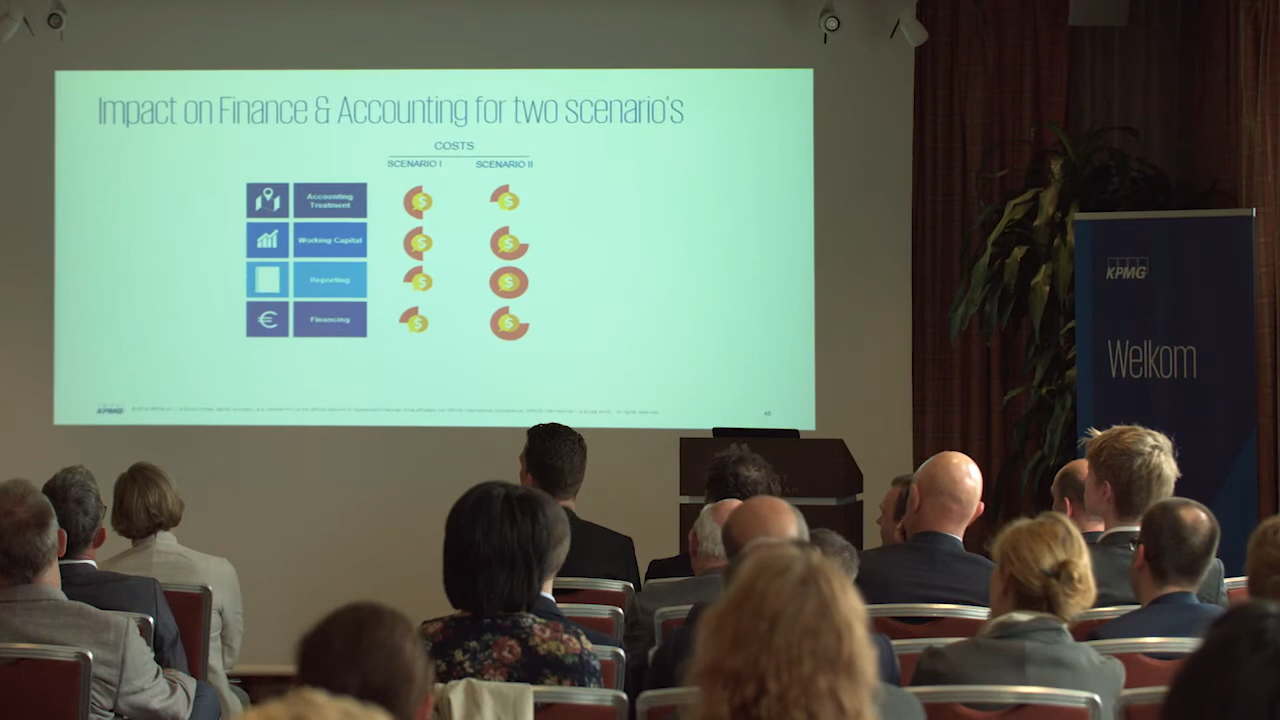 Impact on Finance & Accounting for two scenario's
COSTS
SCENARIO I SCENARIO II
Accounting
Treatment
Working Capital
Reporting
Financing
KPMG
KPMG
Welkom